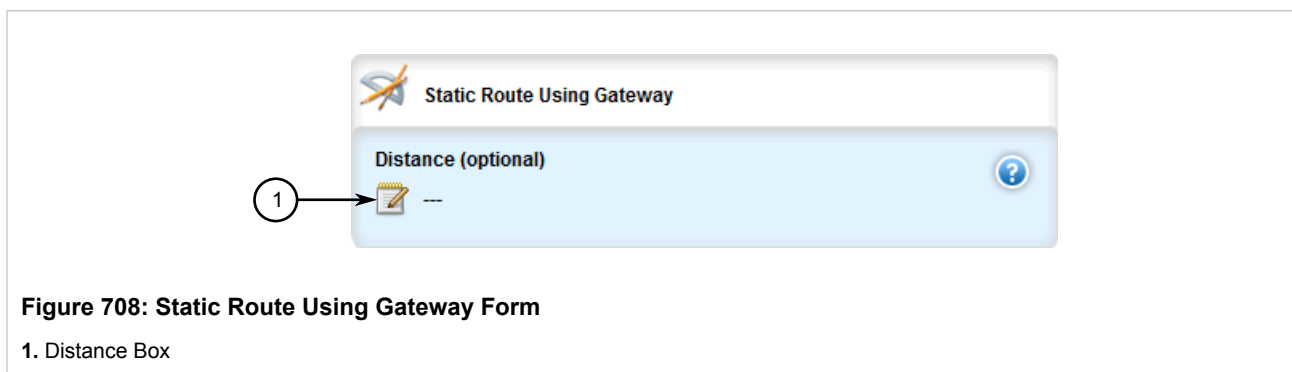 Static Route Using Gateway
Distance (optional)
1
---
Figure 708: Static Route Using Gateway Form
1. Distance Box